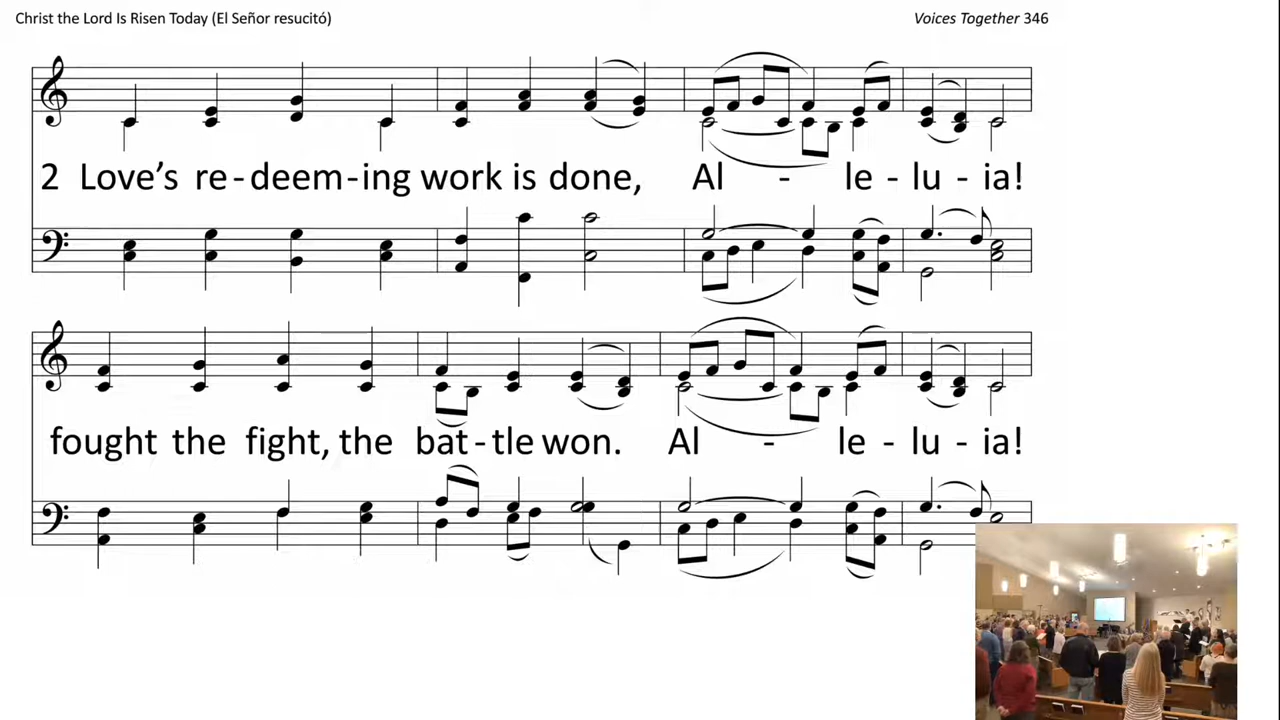 Christ the Lord Is Risen Today (El Señor resucitó)
Voices Together 346
2 Love’s re-deem-ing work is done, Al - le - lu - ia!
fought the fight, the bat-tle won. Al - le - lu - ia!